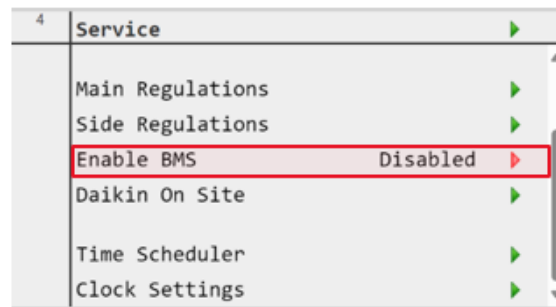 4
Service
Main Regulations
Side Regulations
Enable BMS Disabled
Daikin On Site
Time Scheduler
Clock Settings